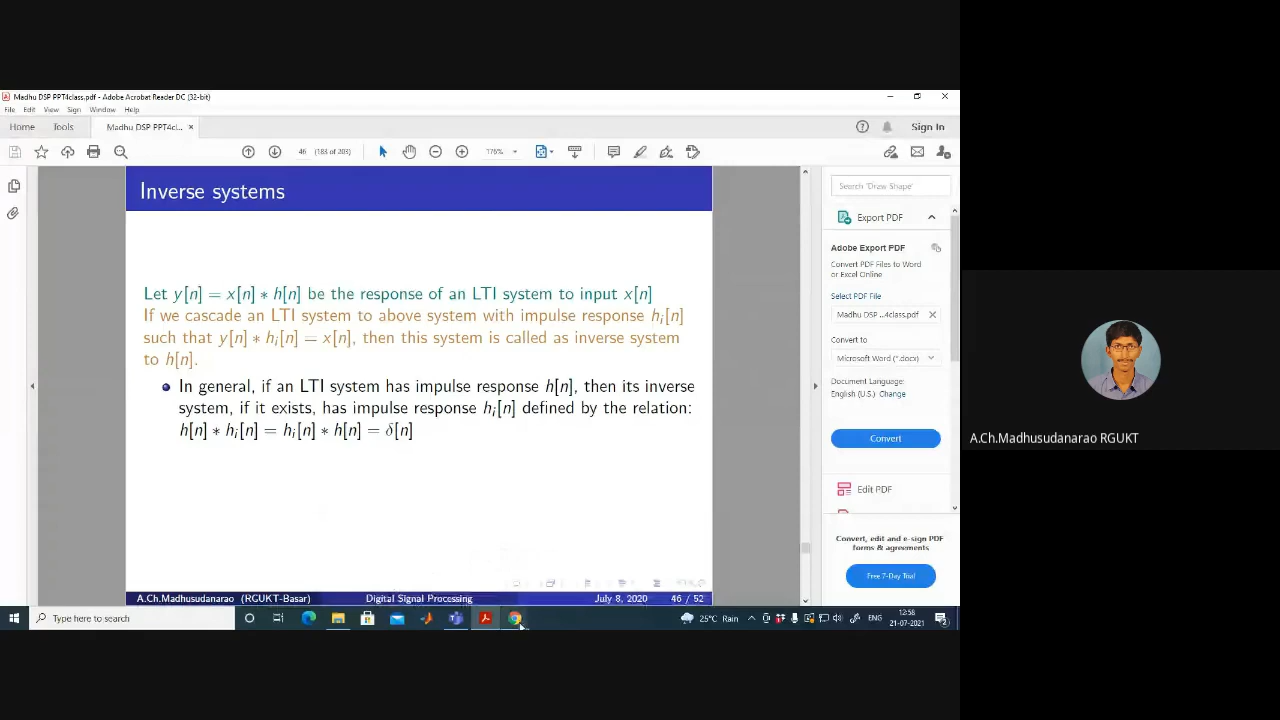 Madhu DSP PPT4class.pdf - Adobe Acrobat Reader DC (32-bit)
File Edit View Sign Window Help
Home Tools Madhu DSP PPT4cl... × Sign In
46 (183 of 203) 176%
Inverse systems
Let y[n] = x[n] ∗ h[n] be the response of an LTI system to input x[n]
If we cascade an LTI system to above system with impulse response hᵢ[n]
such that y[n] ∗ hᵢ[n] = x[n], then this system is called as inverse system
to h[n].
In general, if an LTI system has impulse response h[n], then its inverse
system, if it exists, has impulse response hᵢ[n] defined by the relation:
h[n] ∗ hᵢ[n] = hᵢ[n] ∗ h[n] = δ[n]
A.Ch.Madhusudanarao (RGUKT-Basar) Digital Signal Processing July 8, 2020 46 / 52
Search 'Draw Shape'
Export PDF
Adobe Export PDF
Convert PDF Files to Word
or Excel Online
Select PDF File
Madhu DSP ...4class.pdf
Convert to
Microsoft Word (*.docx)
Document Language:
English (U.S.) Change
Convert
Edit PDF
Convert, edit and e-sign PDF
forms & agreements
Free 7-Day Trial
Type here to search
25°C Rain
ENG
12:58
21-07-2021
A.Ch.Madhusudanarao RGUKT